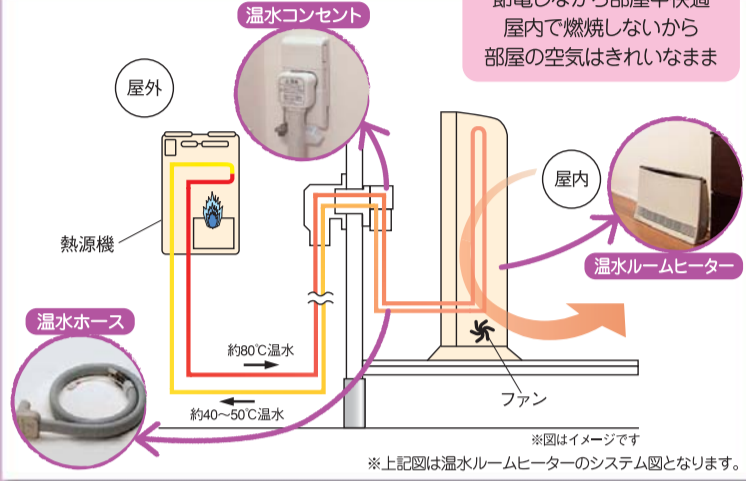 節電しながら部屋中快適
屋内で燃焼しないから
部屋の空気はきれいなまま
温水コンセント
屋外
屋内
熱源機
温水ルームヒーター
温水ホース
約80℃温水
約40〜50℃温水
ファン
※図はイメージです
※上記図は温水ルームヒーターのシステム図となります。